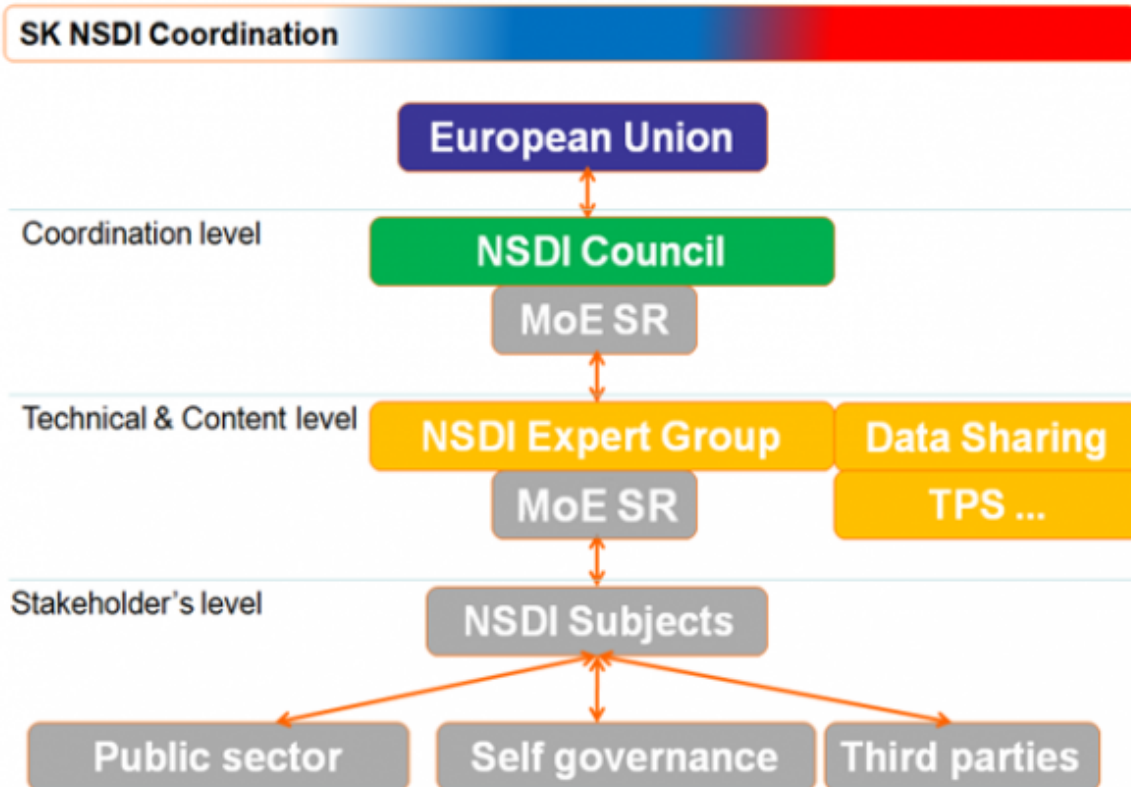 SK NSDI Coordination
European Union
Coordination level
NSDI Council
MoE SR
Technical & Content level
NSDI Expert Group
Data Sharing
MoE SR
TPS ...
Stakeholder's level
NSDI Subjects
Public sector
Self governance
Third parties